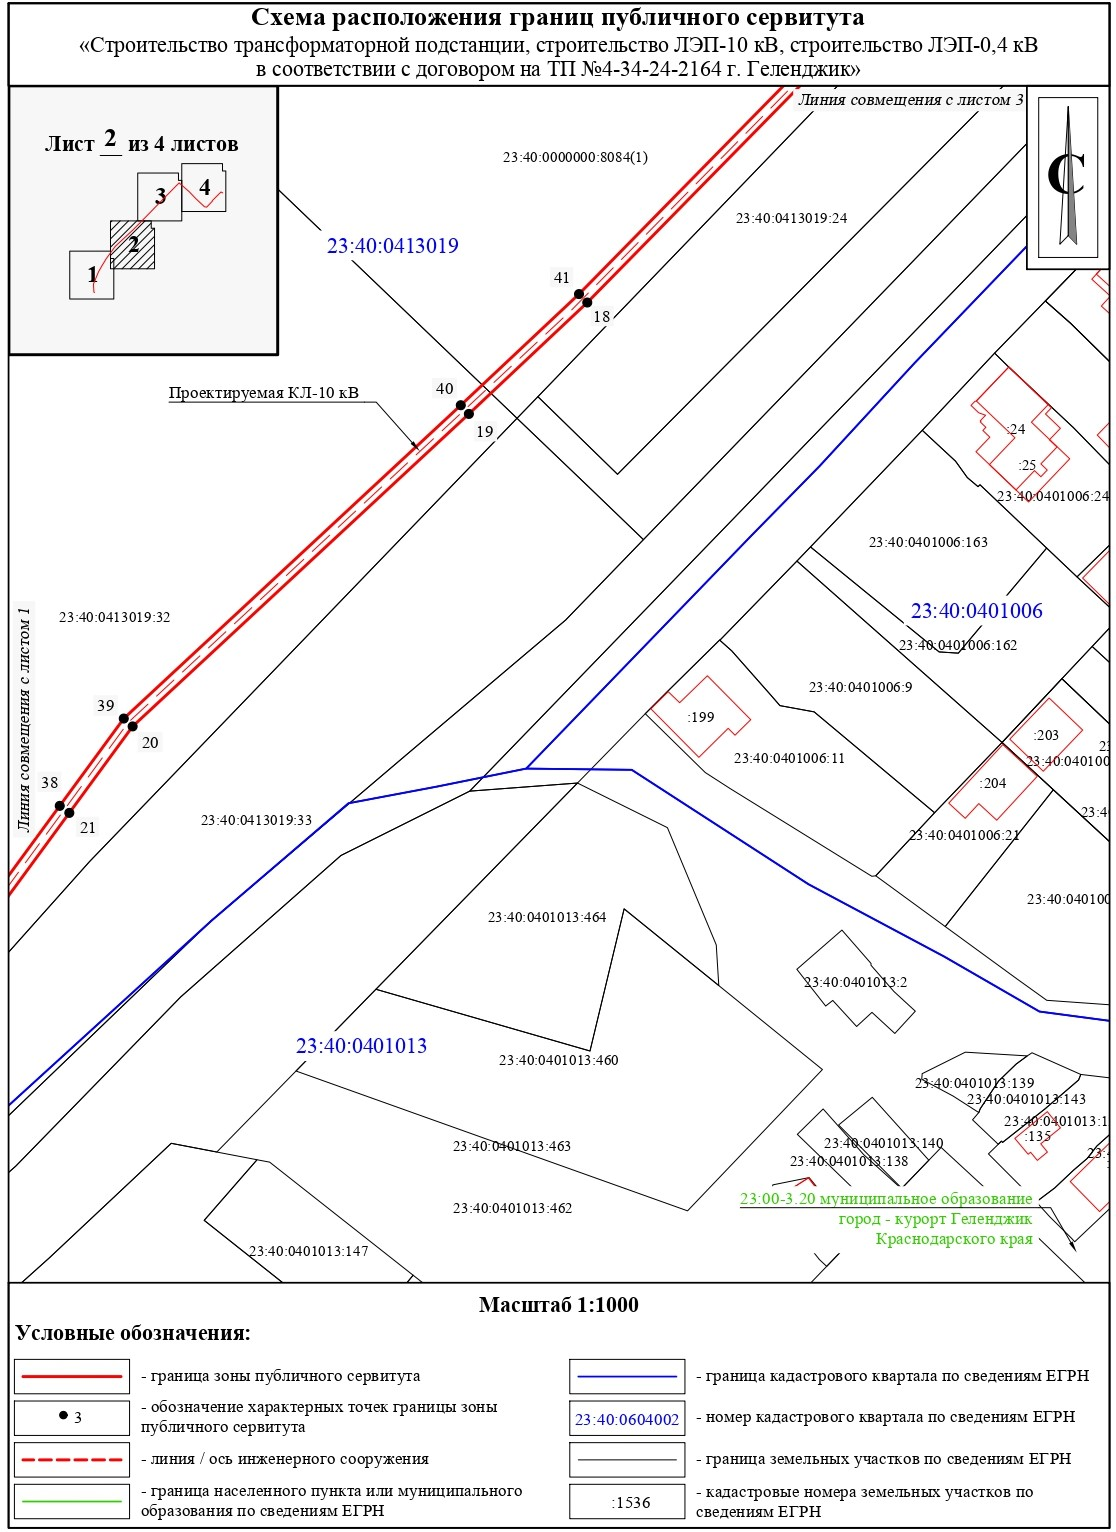 Схема расположения границ публичного сервитута
«Строительство трансформаторной подстанции, строительство ЛЭП-10 кВ, строительство ЛЭП-0,4 кВ
в соответствии с договором на ТП №4-34-24-2164 г. Геленджик»
Линия совмещения с листом 3
Лист 2 из 4 листов
3
4
2
1
С
23:40:0000000:8084(1)
23:40:0413019:24
23:40:0413019
41
18
40
19
Проектируемая КЛ-10 кВ
:24
:25
23:40:0401006:24
23:40:0401006:163
23:40:0401006
23:40:0413019:32
23:40:0401006:162
Линия совмещения с листом 1
23:40:0401006:9
39
20
:199
:203
23:40:0401006:11
23:40:040100
:204
38
21
23:40:0413019:33
23:40:0401006:21
23:40:040100
23:40:0401013:464
23:40:0401013:2
23:40:0401013
23:40:0401013:460
23:40:0401013:139
23:40:0401013:143
23:40:0401013:1
:135
23:40:0401013:463
23:40:0401013:140
23:40:0401013:138
23:40:0401013:462
23:00-3.20 муниципальное образование
город - курорт Геленджик
Краснодарского края
23:40:0401013:147
Масштаб 1:1000
Условные обозначения:
- граница зоны публичного сервитута
- граница кадастрового квартала по сведениям ЕГРН
3
- обозначение характерных точек границы зоны
публичного сервитута
23:40:0604002
- номер кадастрового квартала по сведениям ЕГРН
- линия / ось инженерного сооружения
- граница земельных участков по сведениям ЕГРН
- граница населенного пункта или муниципального
образования по сведениям ЕГРН
:1536
- кадастровые номера земельных участков по
сведениям ЕГРН